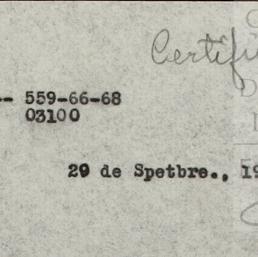 Certifi
-- 559-66-68
03100
29 de Spetbre., 19